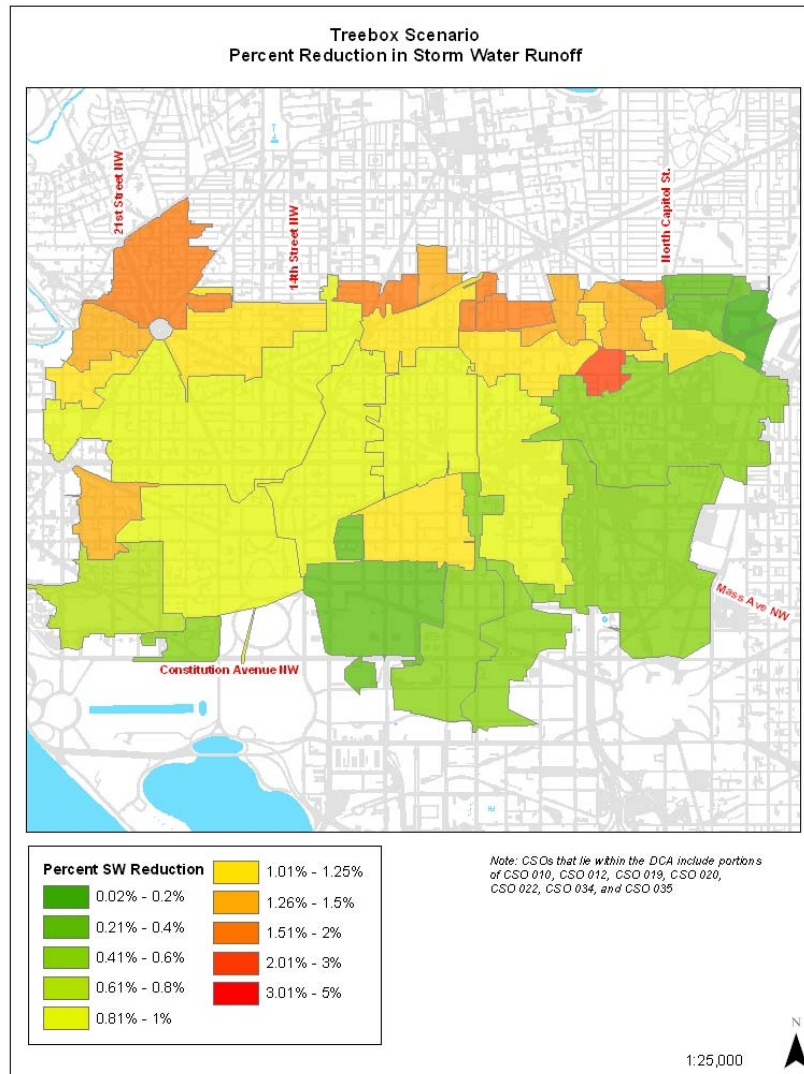 Treebox Scenario
Percent Reduction in Storm Water Runoff
21st Street NW
14th Street NW
North Capitol St.
Mass Ave NW
Constitution Avenue NW
Percent SW Reduction
0.02% - 0.2%
0.21% - 0.4%
0.41% - 0.6%
0.61% - 0.8%
0.81% - 1%
1.01% - 1.25%
1.26% - 1.5%
1.51% - 2%
2.01% - 3%
3.01% - 5%
Note: CSOs that lie within the DCA include portions
of CSO 010, CSO 012, CSO 019, CSO 020,
CSO 022, CSO 034, and CSO 035
N
1:25,000